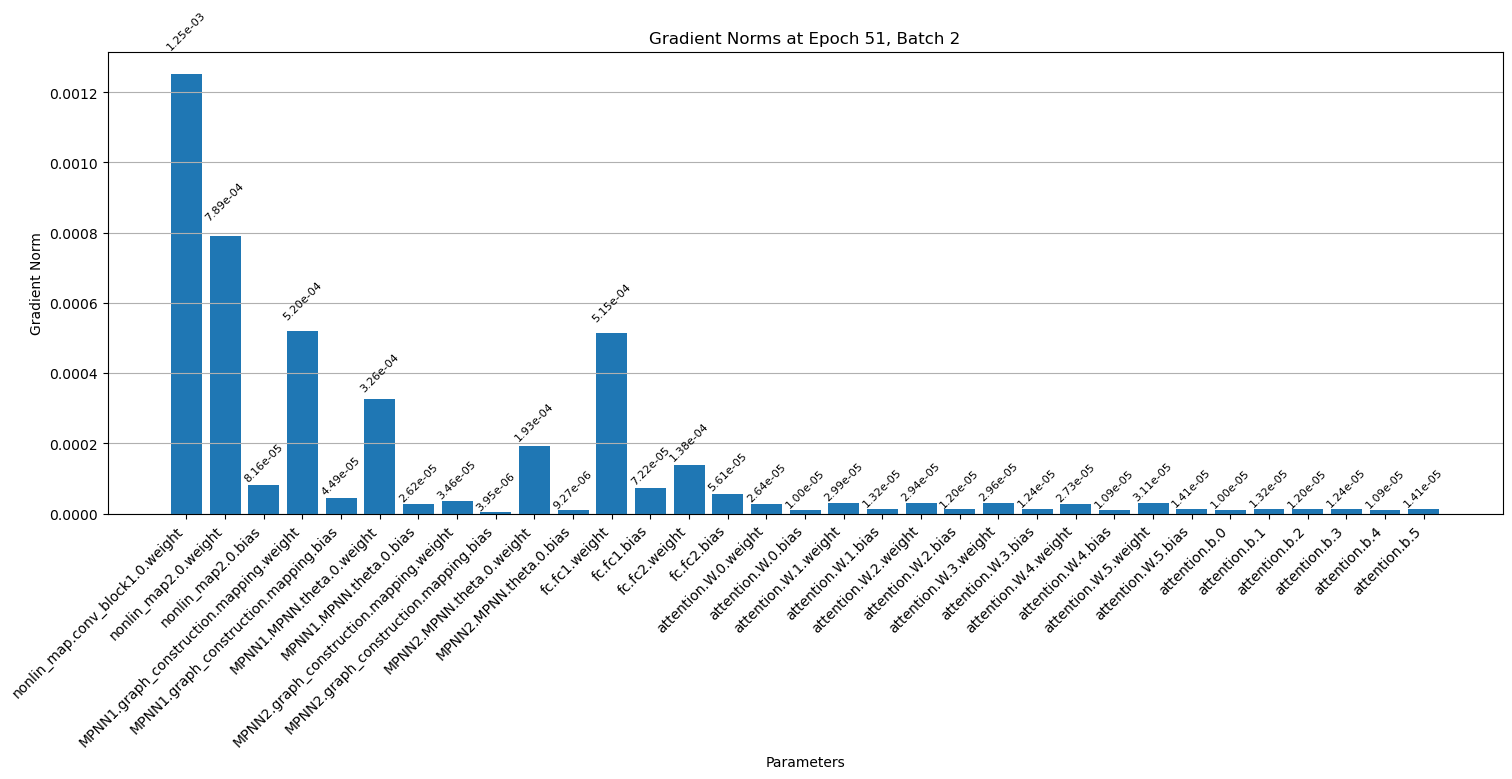 Gradient Norms at Epoch 51, Batch 2
Gradient Norm
0.0012
0.0010
0.0008
0.0006
0.0004
0.0002
0.0000
1.25e-03
7.89e-04
8.16e-05
5.20e-04
4.49e-05
3.26e-04
2.62e-05
3.46e-05
3.95e-06
1.93e-04
9.27e-06
5.15e-04
7.22e-05
1.38e-04
5.61e-05
2.64e-05
1.00e-05
2.99e-05
1.32e-05
2.94e-05
1.20e-05
2.96e-05
1.24e-05
2.73e-05
1.09e-05
3.11e-05
1.41e-05
1.00e-05
1.32e-05
1.20e-05
1.24e-05
1.09e-05
1.41e-05
nonlin_map.conv_block1.0.weight
nonlin_map2.0.weight
nonlin_map2.0.bias
MPNN1.graph_construction.mapping.weight
MPNN1.graph_construction.mapping.bias
MPNN1.MPNN.theta.0.weight
MPNN1.MPNN.theta.0.bias
MPNN2.graph_construction.mapping.weight
MPNN2.graph_construction.mapping.bias
MPNN2.MPNN.theta.0.weight
MPNN2.MPNN.theta.0.bias
fc.fc1.weight
fc.fc1.bias
fc.fc2.weight
fc.fc2.bias
attention.W.0.weight
attention.W.0.bias
attention.W.1.weight
attention.W.1.bias
attention.W.2.weight
attention.W.2.bias
attention.W.3.weight
attention.W.3.bias
attention.W.4.weight
attention.W.4.bias
attention.W.5.weight
attention.W.5.bias
attention.b.0
attention.b.1
attention.b.2
attention.b.3
attention.b.4
attention.b.5
Parameters